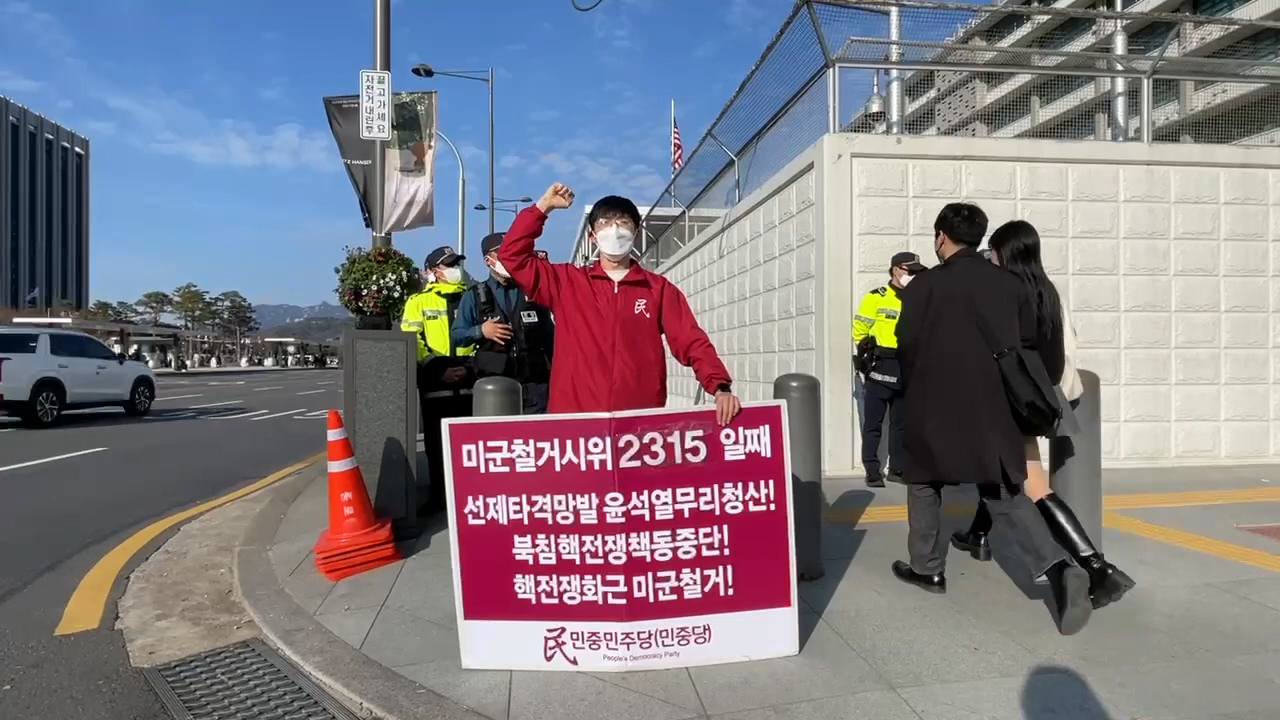 자전거내린후
끌고가세요
民
미군철거시위 2315 일째
선제타격망발 윤석열무리청산!
북침핵전쟁책동중단!
핵전쟁화근 미군철거!
民 민중민주당(민중당)
People's Democracy Party